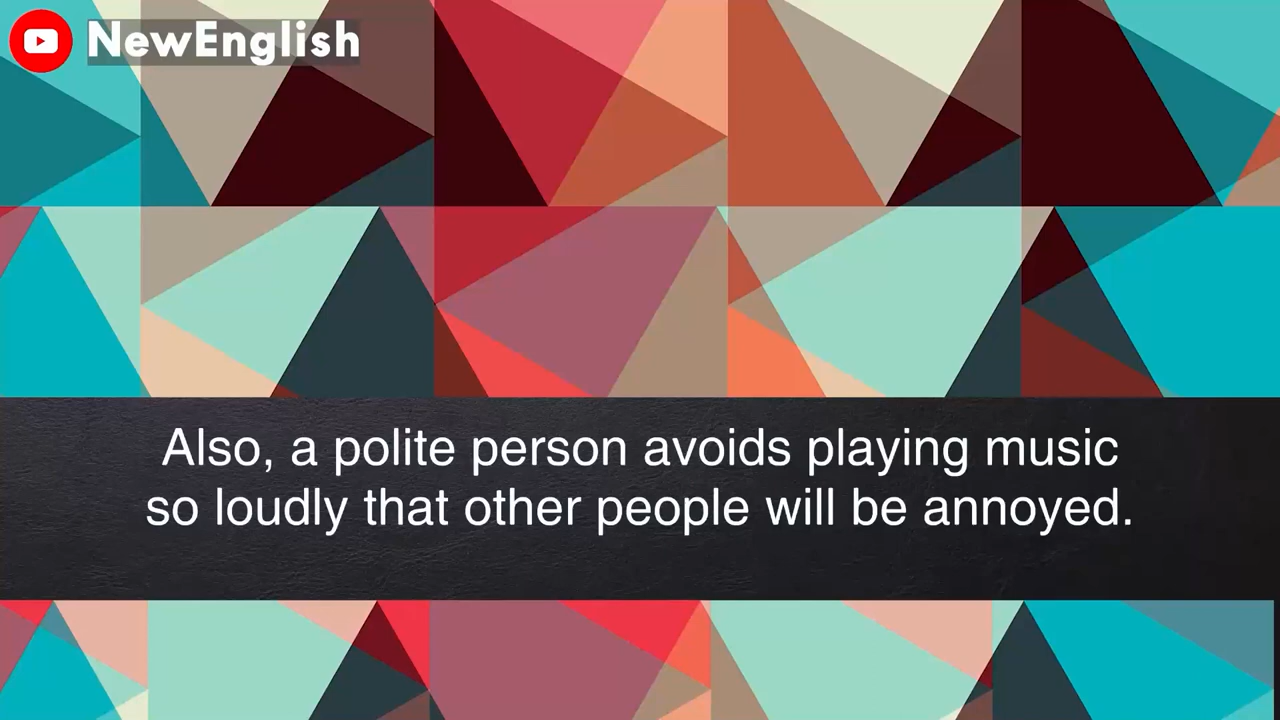 NewEnglish
Also, a polite person avoids playing music
so loudly that other people will be annoyed.